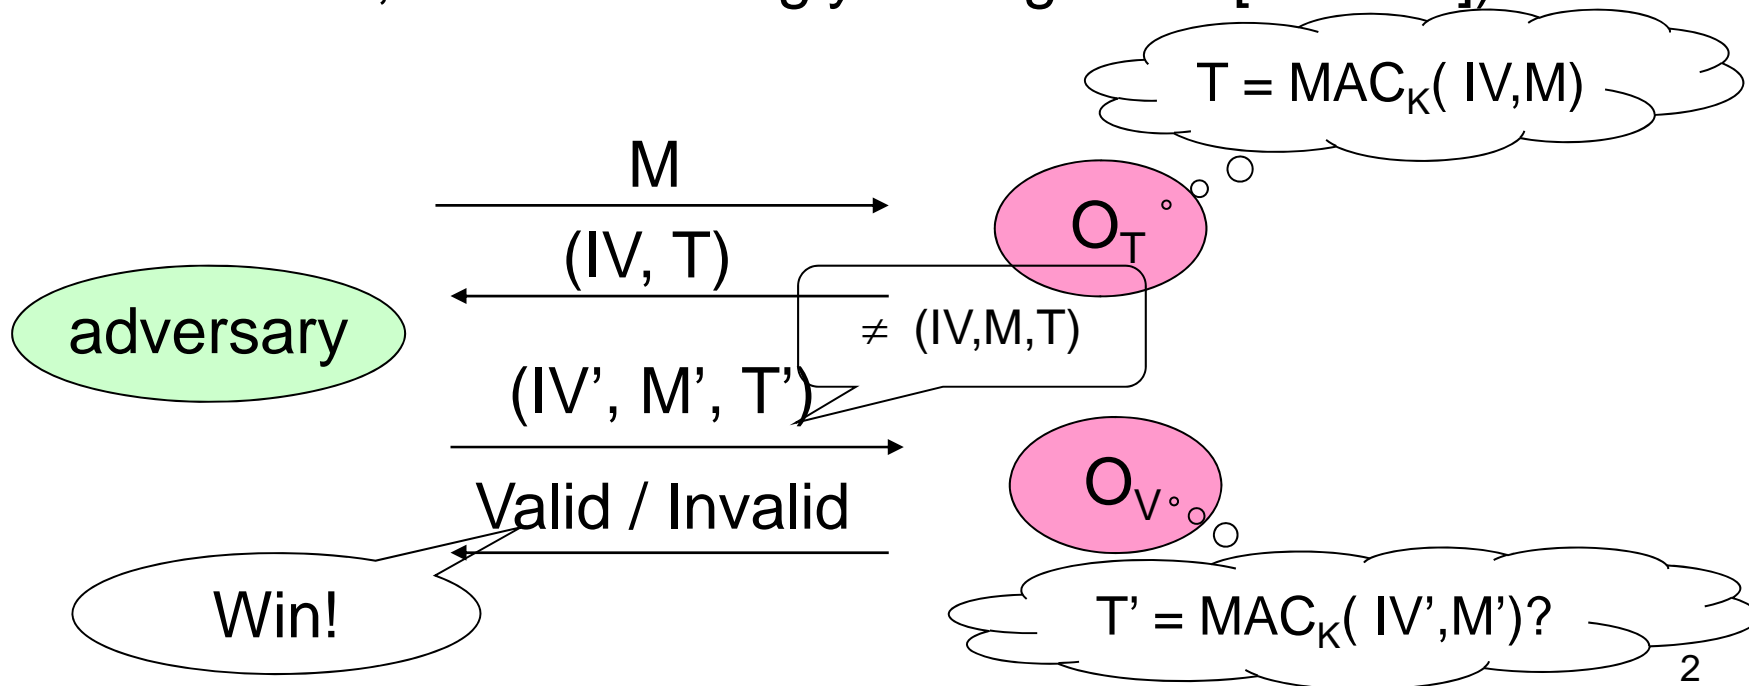 T = MAC_K( IV,M)
M
O_T
(IV, T)
≠ (IV,M,T)
adversary
(IV’, M’, T’)
O_V
Valid / Invalid
Win!
T’ = MAC_K( IV’,M’)?
2